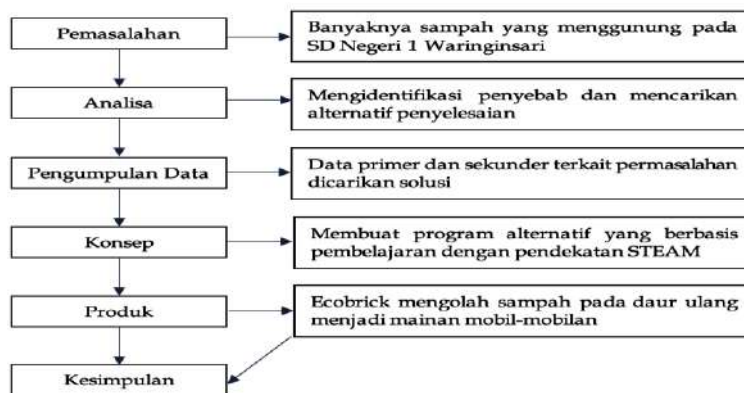 Pemasalahan
Banyaknya sampah yang menggunung pada
SD Negeri 1 Waringinsari
Analisa
Mengidentifikasi penyebab dan mencarikan
alternatif penyelesaian
Pengumpulan Data
Data primer dan sekunder terkait permasalahan
dicarikan solusi
Konsep
Membuat program alternatif yang berbasis
pembelajaran dengan pendekatan STEAM
Produk
Ecobrick mengolah sampah pada daur ulang
menjadi mainan mobil-mobilan
Kesimpulan